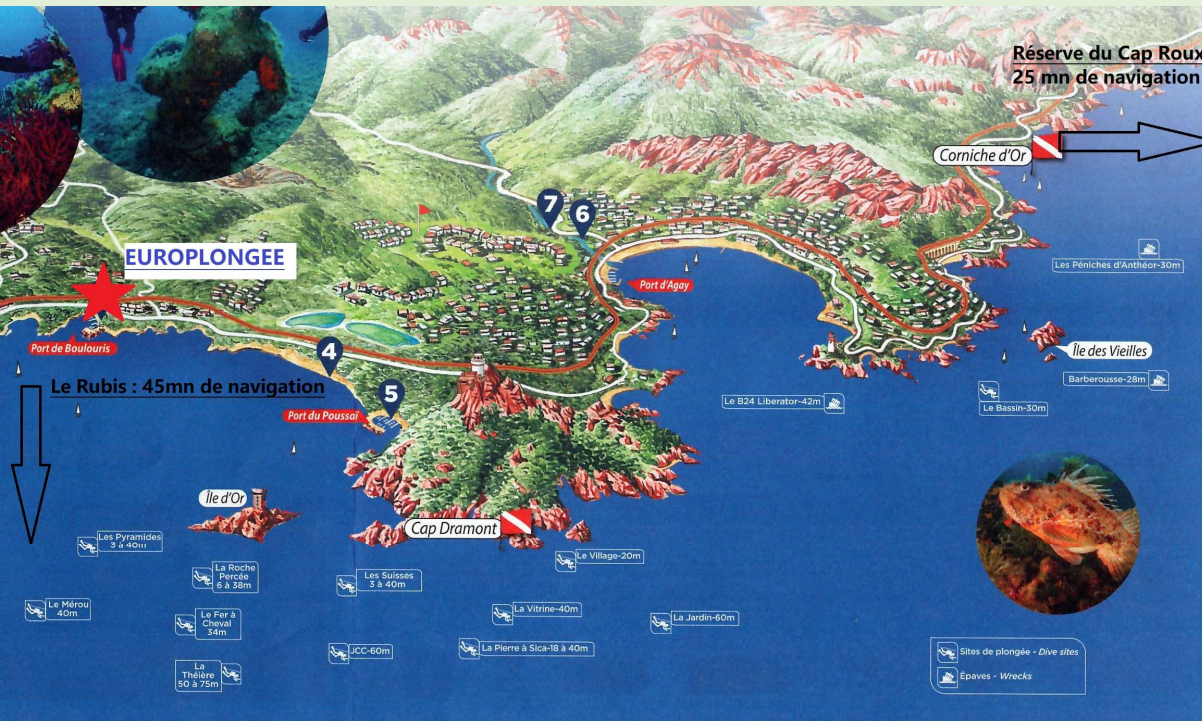 Réserve du Cap Roux
25 mn de navigation
Corniche d'Or
7
6
EUROPLONGEE
Port d'Agay
Les Péniches d'Anthéor-30m
Port de Boulouris
4
Île des Vieilles
Le Rubis : 45mn de navigation
5
Barberousse-28m
Le B24 Liberator-42m
Le Bassin-30m
Port du Poussaï
Île d'Or
Cap Dramont
Les Pyramides
3 à 40m
Le Village-20m
La Roche
Percée
6 à 38m
Les Suisses
3 à 40m
Le Mérou
40m
Le Fer à
Cheval
34m
La Vitrine-40m
La Jardin-60m
JCC-60m
La Pierre à Sica-18 à 40m
La
Théière
50 à 75m
Sites de plongée - Dive sites
Épaves - Wrecks